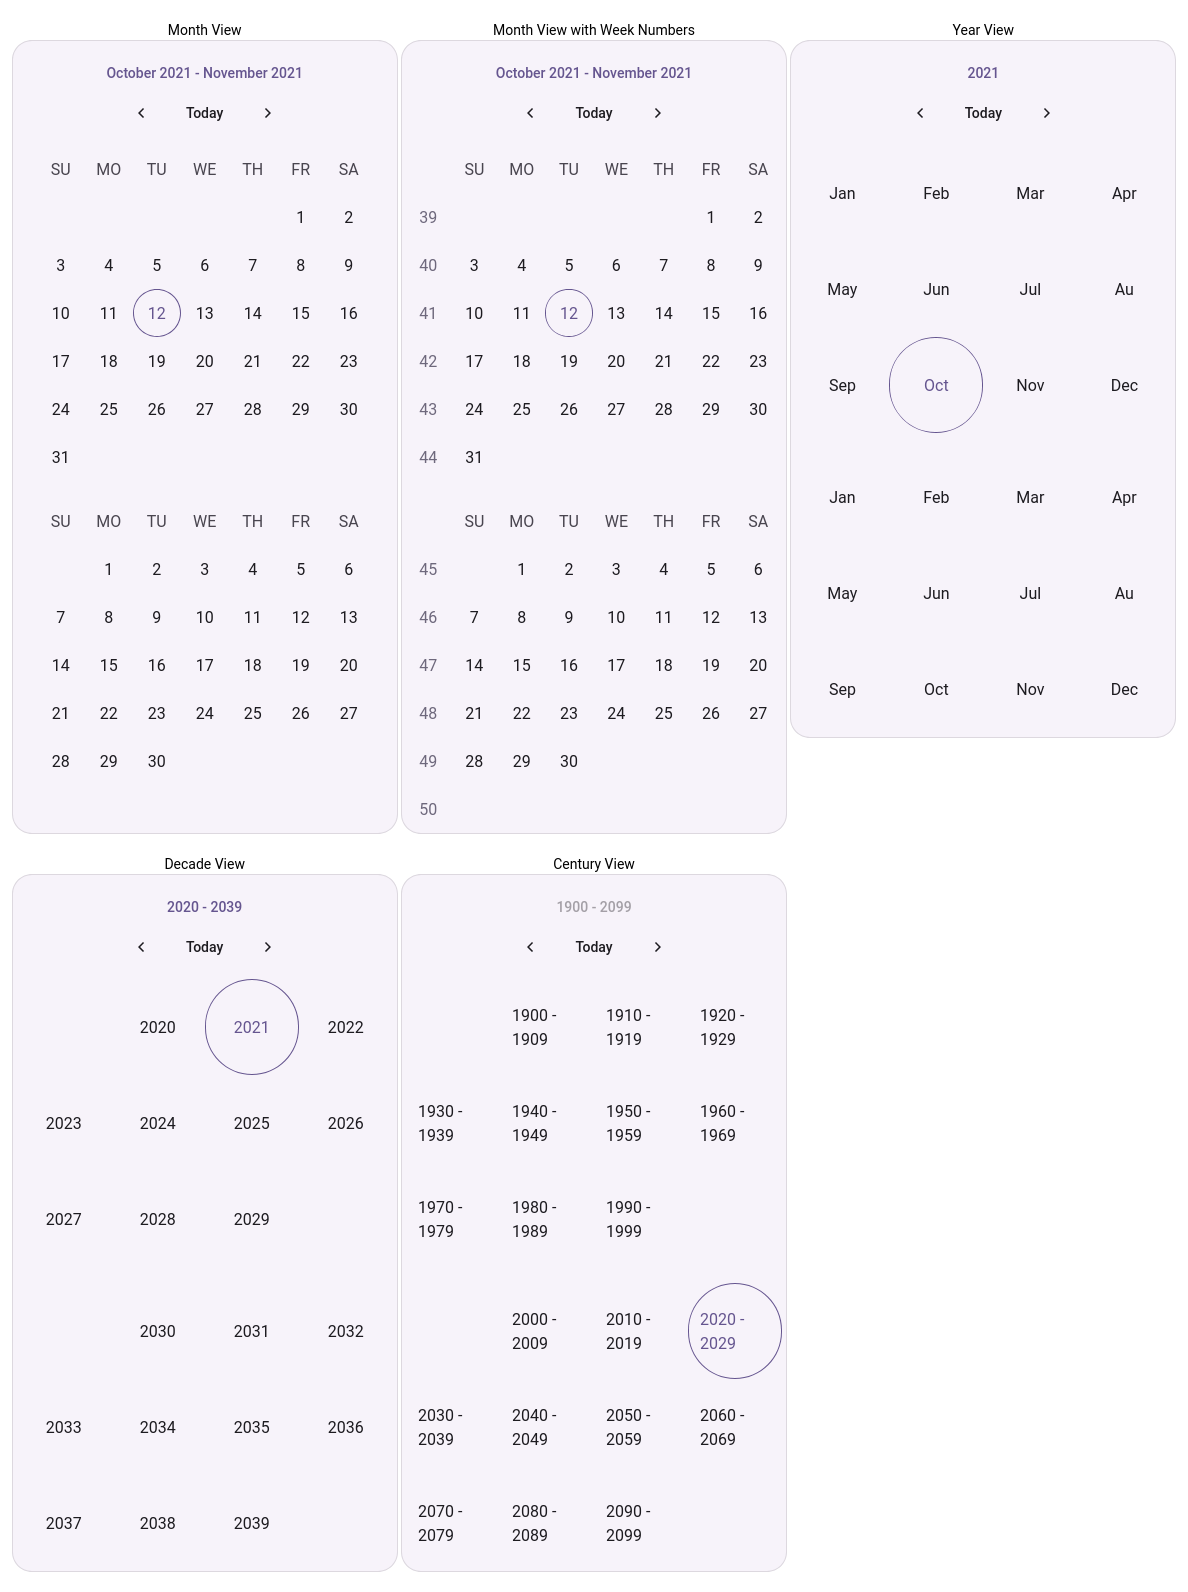 Month View
October 2021 - November 2021
Today
SU MO TU WE TH FR SA
1 2
3 4 5 6 7 8 9
10 11 12 13 14 15 16
17 18 19 20 21 22 23
24 25 26 27 28 29 30
31
SU MO TU WE TH FR SA
1 2 3 4 5 6
7 8 9 10 11 12 13
14 15 16 17 18 19 20
21 22 23 24 25 26 27
28 29 30
Month View with Week Numbers
October 2021 - November 2021
Today
SU MO TU WE TH FR SA
39 1 2
40 3 4 5 6 7 8 9
41 10 11 12 13 14 15 16
42 17 18 19 20 21 22 23
43 24 25 26 27 28 29 30
44 31
SU MO TU WE TH FR SA
45 1 2 3 4 5 6
46 7 8 9 10 11 12 13
47 14 15 16 17 18 19 20
48 21 22 23 24 25 26 27
49 28 29 30
50
Year View
2021
Today
Jan Feb Mar Apr
May Jun Jul Au
Sep Oct Nov Dec
Jan Feb Mar Apr
May Jun Jul Au
Sep Oct Nov Dec
Decade View
2020 - 2039
Today
2020 2021 2022
2023 2024 2025 2026
2027 2028 2029
2030 2031 2032
2033 2034 2035 2036
2037 2038 2039
Century View
1900 - 2099
Today
1900 - 1910 - 1920 -
1909 1919 1929
1930 - 1940 - 1950 - 1960 -
1939 1949 1959 1969
1970 - 1980 - 1990 -
1979 1989 1999
2000 - 2010 - 2020 -
2009 2019 2029
2030 - 2040 - 2050 - 2060 -
2039 2049 2059 2069
2070 - 2080 - 2090 -
2079 2089 2099